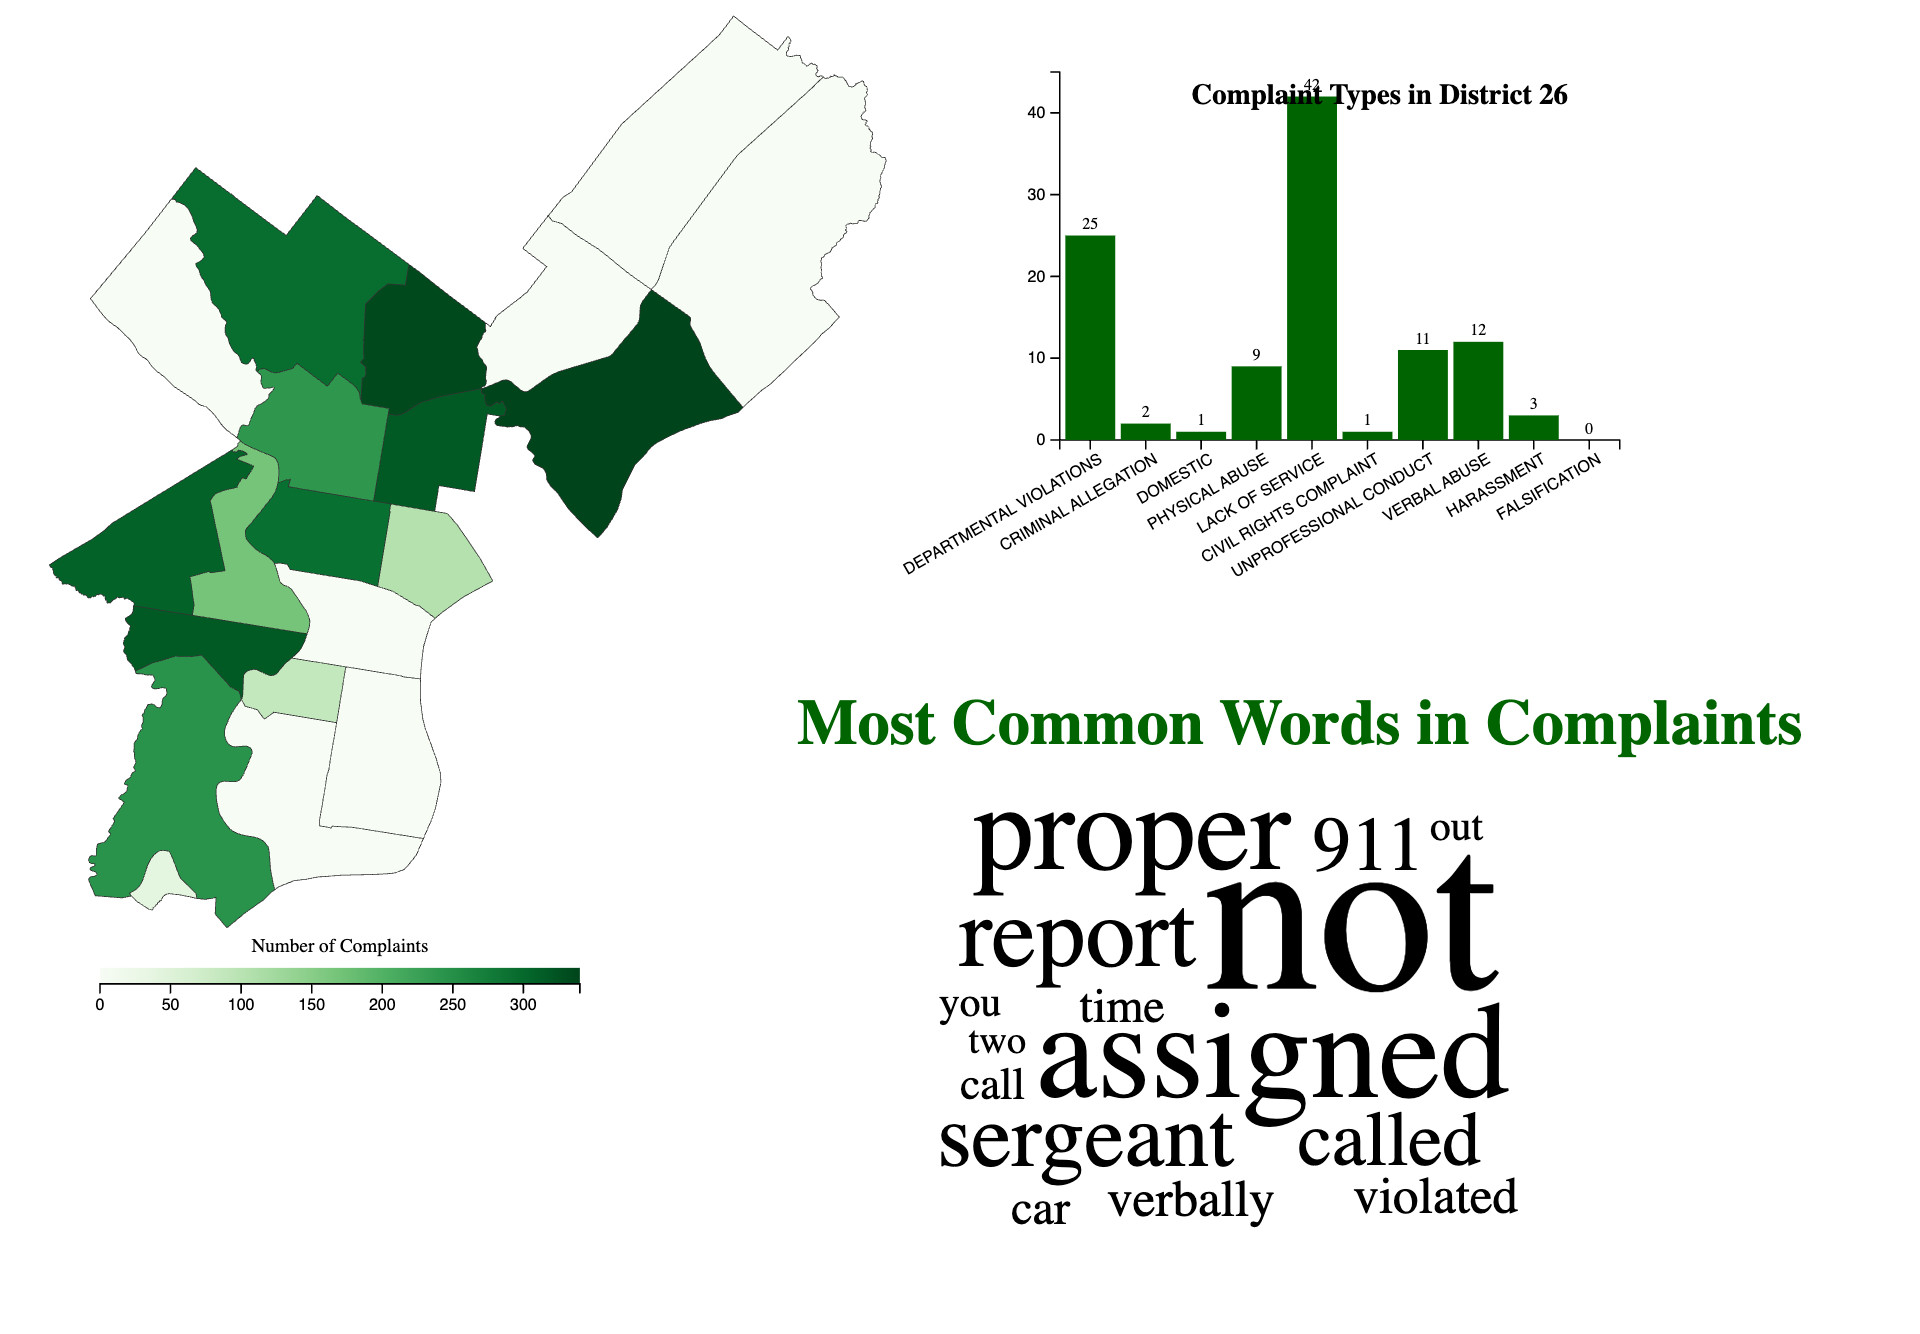 Complaint Types in District 26
40
30
20
10
0
25
2
1
9
42
1
11
12
3
0
DEPARTMENTAL VIOLATIONS
CRIMINAL ALLEGATION
DOMESTIC
PHYSICAL ABUSE
LACK OF SERVICE
CIVIL RIGHTS COMPLAINT
UNPROFESSIONAL CONDUCT
VERBAL ABUSE
HARASSMENT
FALSIFICATION
Number of Complaints
0 50 100 150 200 250 300
Most Common Words in Complaints
proper 911 out
report not
you time
two
call assigned
sergeant called
car verbally violated